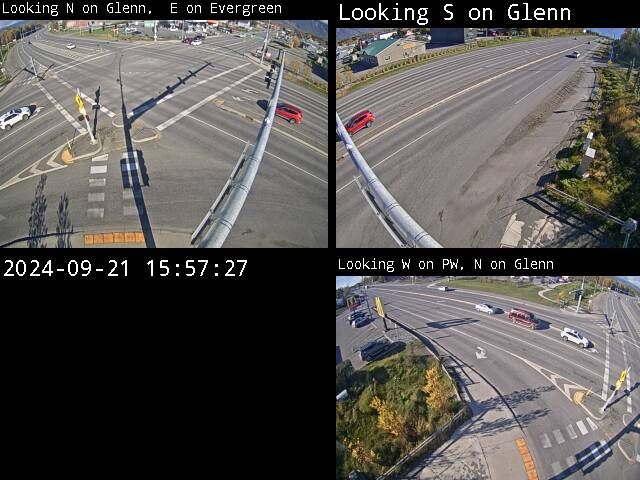 Looking N on Glenn,  E on Evergreen
Looking S on Glenn
2024-09-21 15:57:27
Looking W on PW, N on Glenn